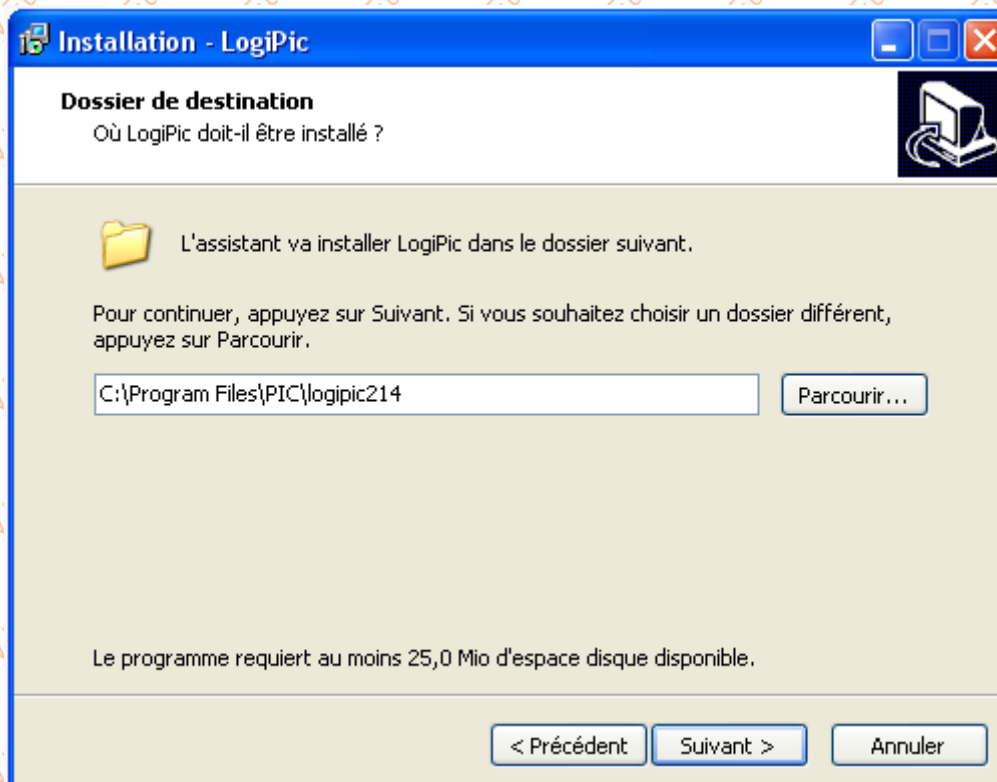 Installation - LogiPic
Dossier de destination
Où LogiPic doit-il être installé ?
L'assistant va installer LogiPic dans le dossier suivant.
Pour continuer, appuyez sur Suivant. Si vous souhaitez choisir un dossier différent,
appuyez sur Parcourir.
C:\Program Files\PIC\logipic214
Parcourir...
Le programme requiert au moins 25,0 Mio d'espace disque disponible.
< Précédent
Suivant >
Annuler